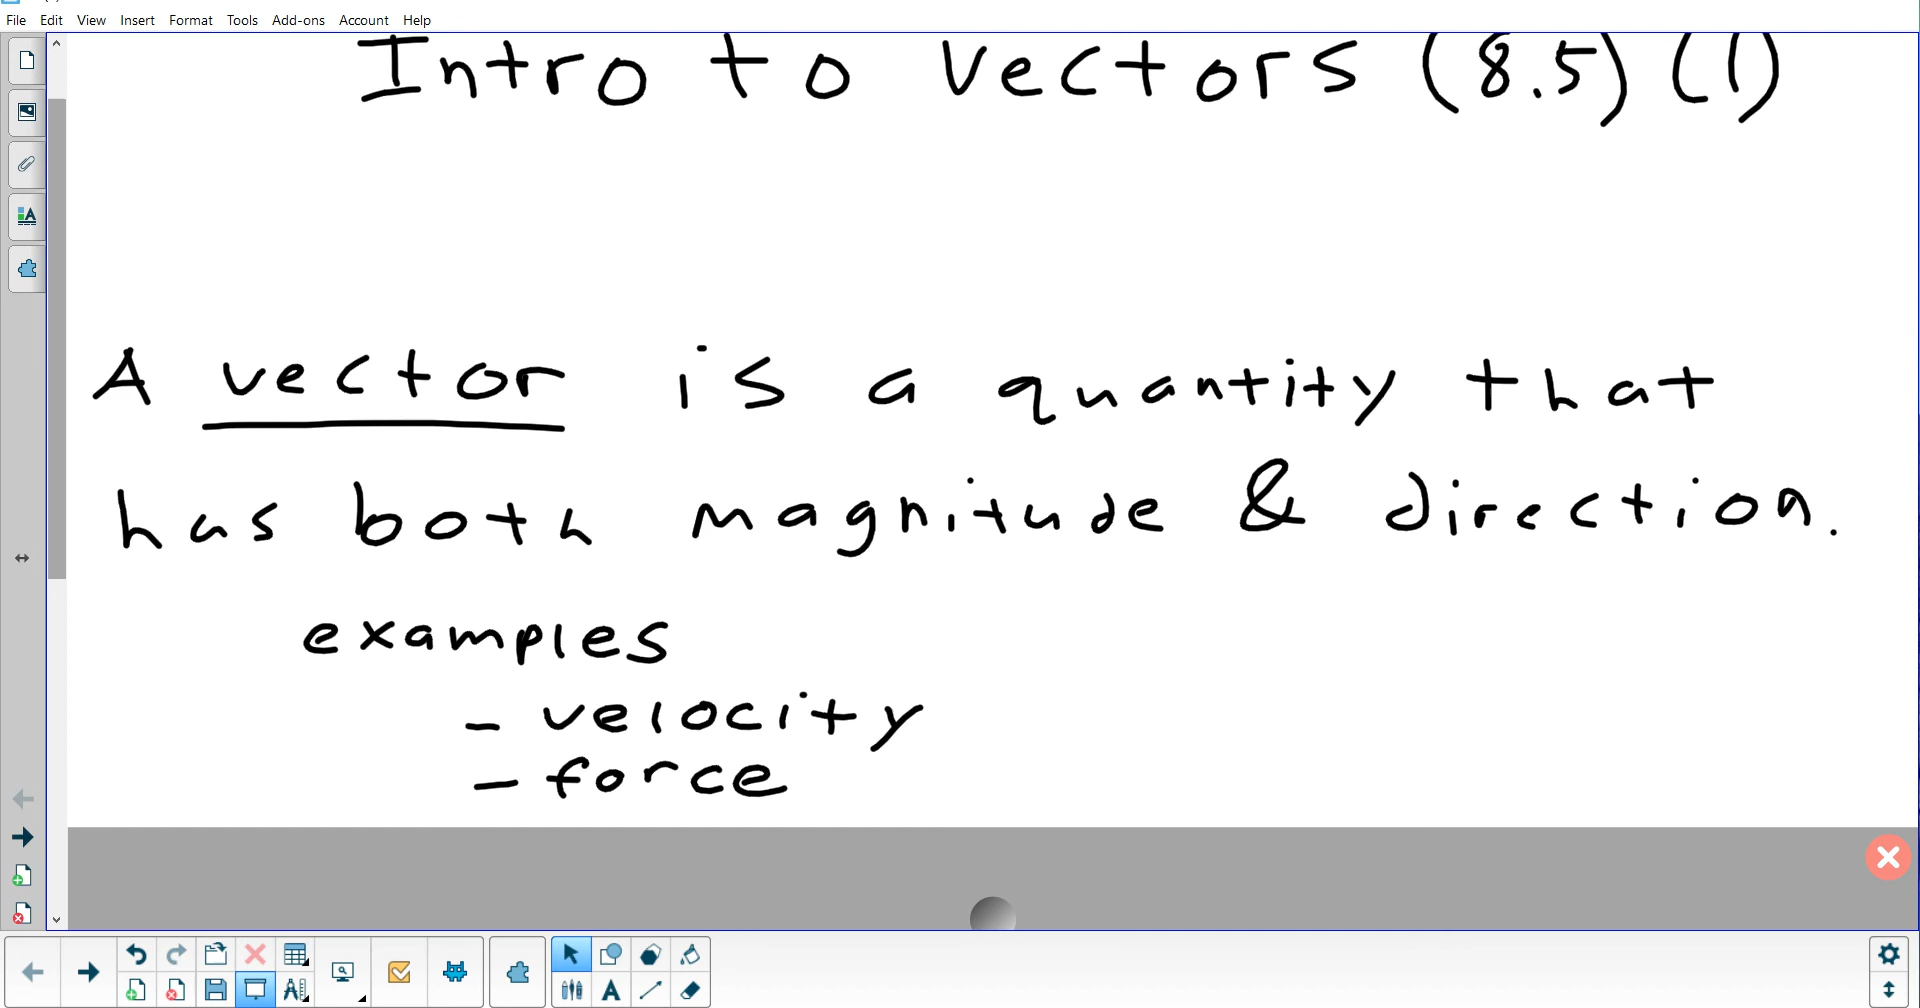 File Edit View Insert Format Tools Add-ons Account Help
Intro to Vectors (8.5) (1)
A vector is a quantity that
has both magnitude & direction.
examples
- velocity
- force